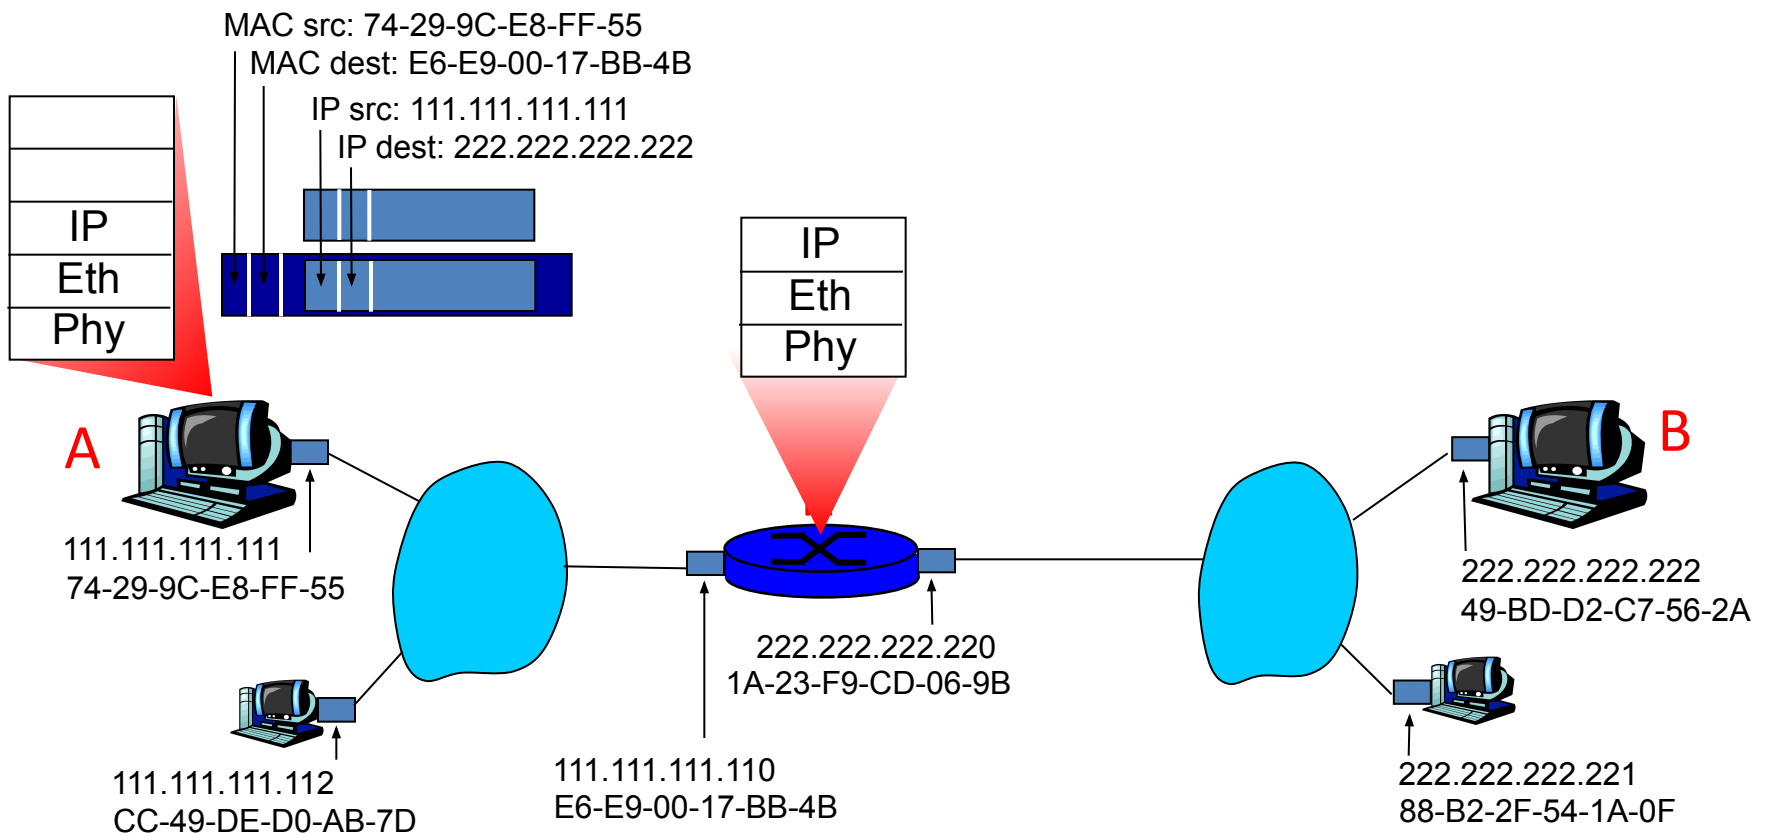 MAC src: 74-29-9C-E8-FF-55
MAC dest: E6-E9-00-17-BB-4B
IP src: 111.111.111.111
IP dest: 222.222.222.222
IP
Eth
Phy
IP
Eth
Phy
A
B
111.111.111.111
74-29-9C-E8-FF-55
222.222.222.222
49-BD-D2-C7-56-2A
222.222.222.220
1A-23-F9-CD-06-9B
111.111.111.112
CC-49-DE-D0-AB-7D
111.111.111.110
E6-E9-00-17-BB-4B
222.222.222.221
88-B2-2F-54-1A-0F